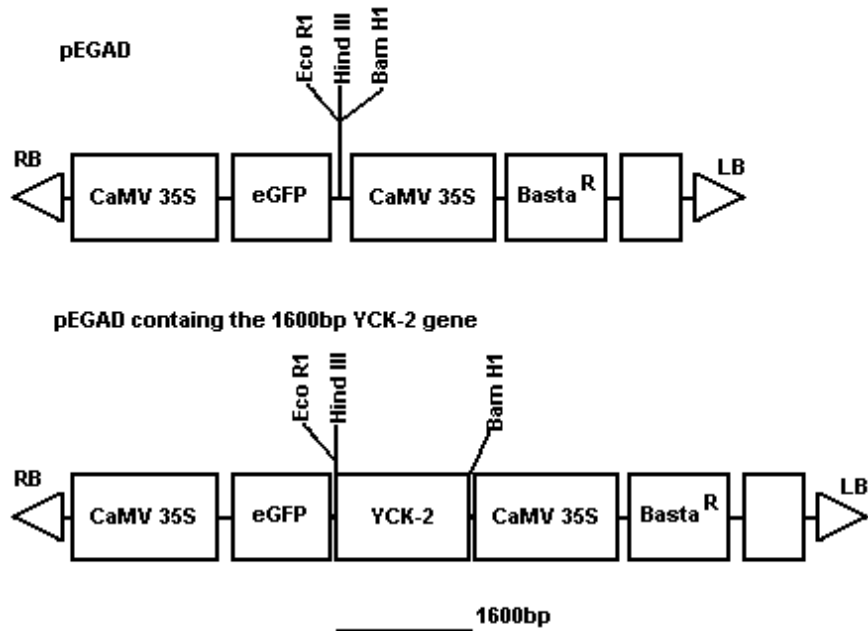 pEGAD
Eco R1
Hind III
Bam H1
RB
CaMV 35S
eGFP
CaMV 35S
Basta R
LB
pEGAD containg the 1600bp YCK-2 gene
Eco R1
Hind III
Bam H1
RB
CaMV 35S
eGFP
YCK-2
CaMV 35S
Basta R
LB
1600bp